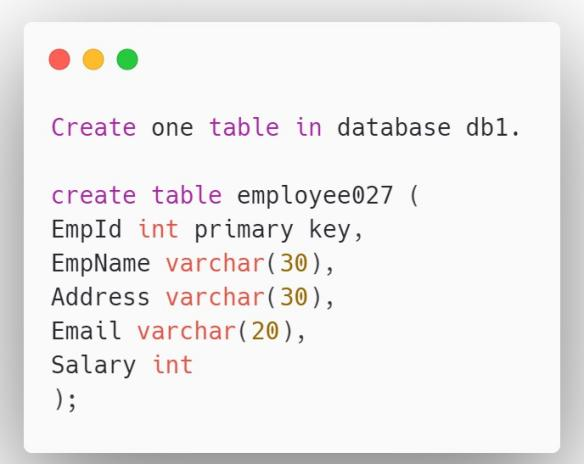 Create one table in database db1.
create table employee027 (
EmpId int primary key,
EmpName varchar(30),
Address varchar(30),
Email varchar(20),
Salary int
);